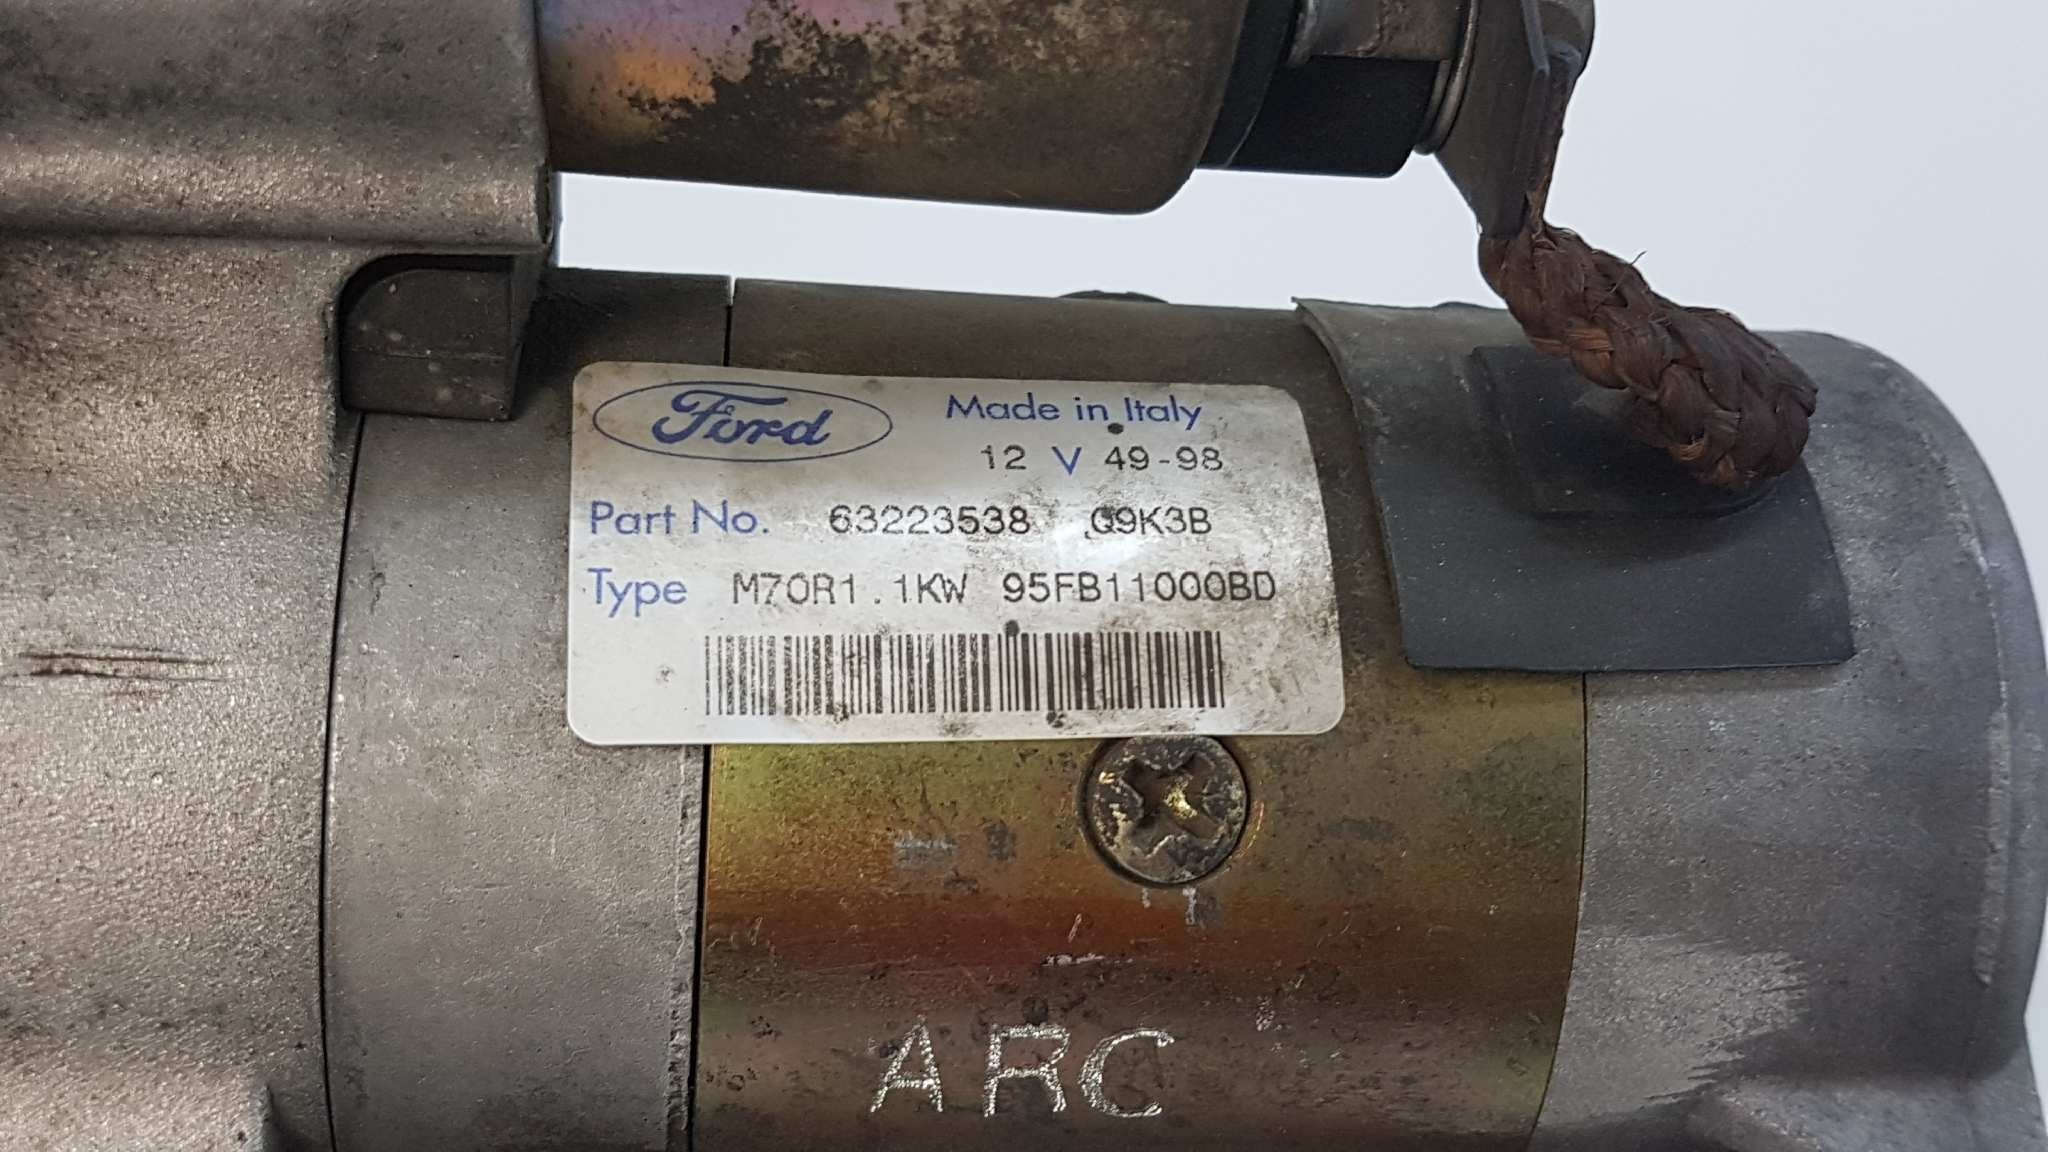 Ford Made in Italy
12 V 49-98
Part No. 63223538 Q9K3B
Type M70R1.1KW 95FB11000BD
ARC